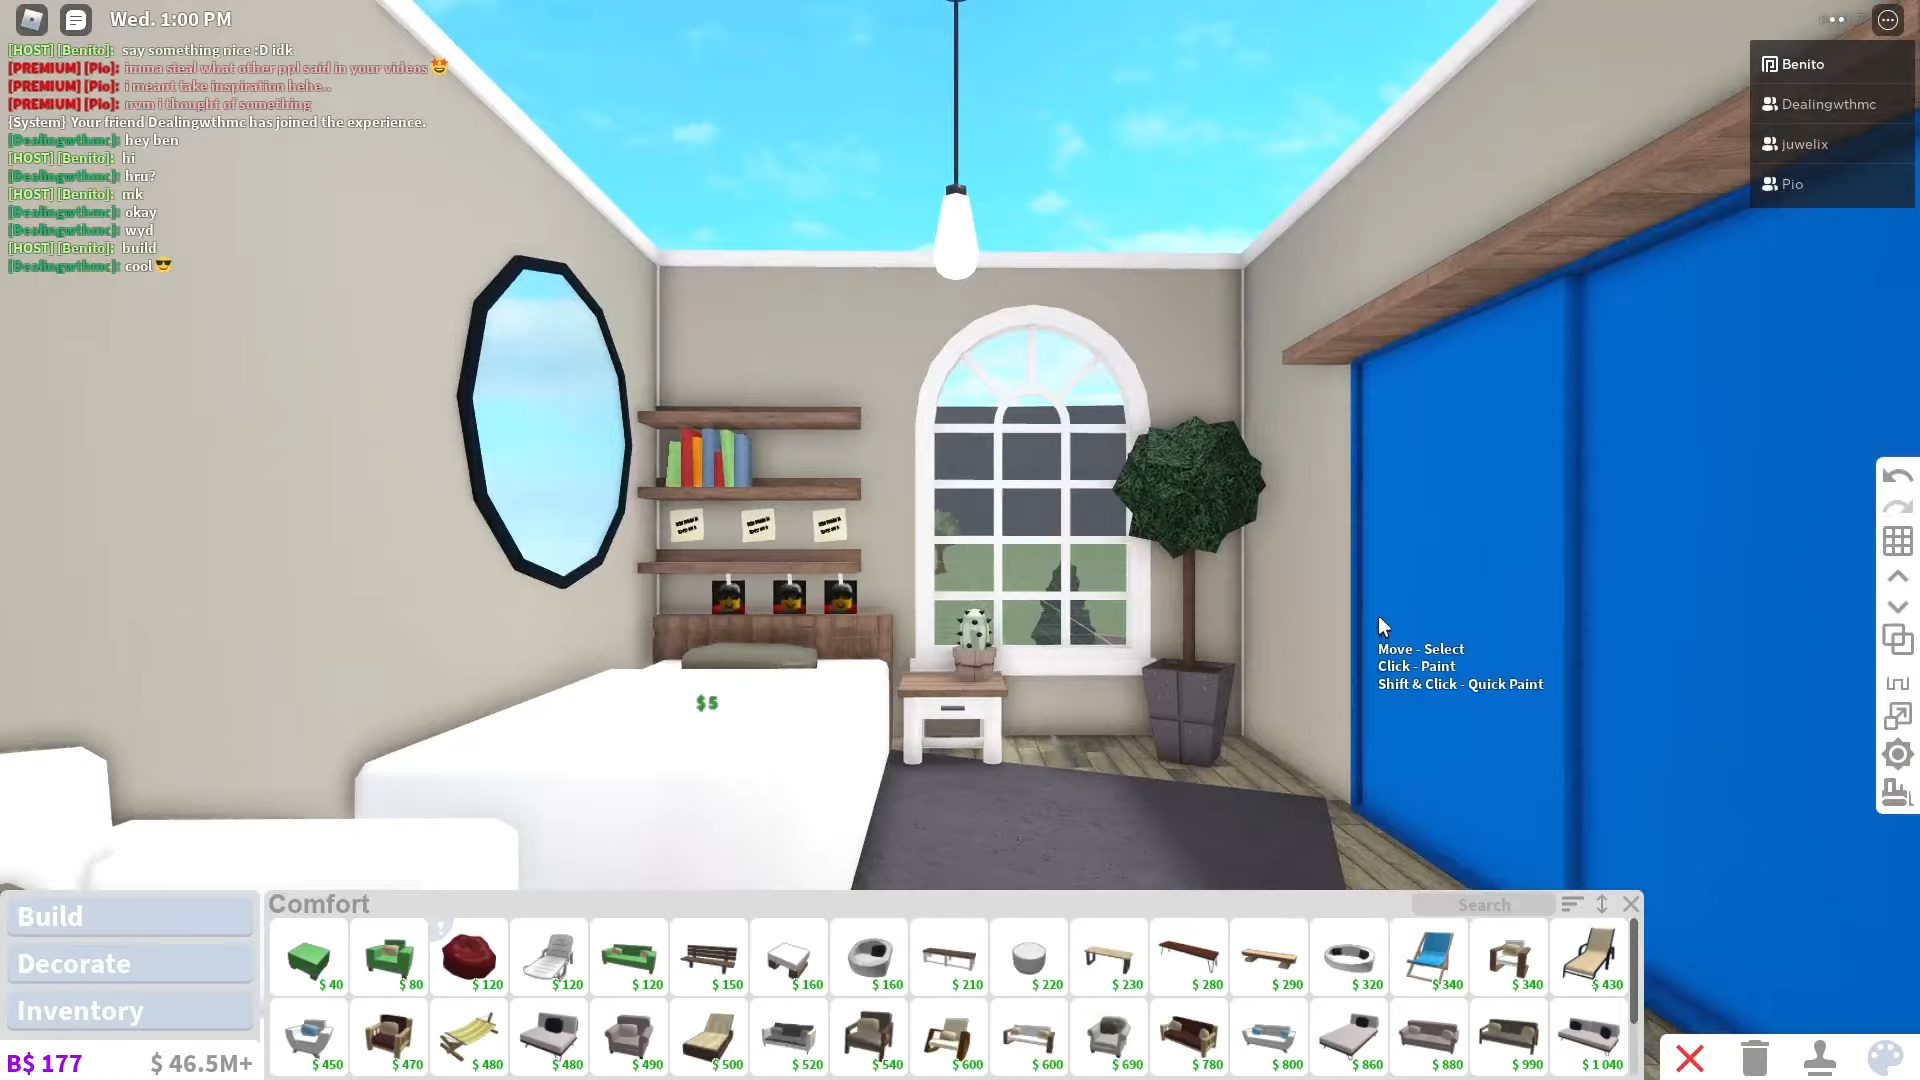 Wed. 1:00 PM
[HOST] [Benito]: say something nice :D idk
[PREMIUM] [Pio]: imma steal what other ppl said in your videos 🤩
[PREMIUM] [Pio]: i meant take inspiration hehe..
[PREMIUM] [Pio]: nvm i thought of something
{System} Your friend Dealingwthmc has joined the experience.
[Dealingwthmc]: hey ben
[HOST] [Benito]: hi
[Dealingwthmc]: hru?
[HOST] [Benito]: mk
[Dealingwthmc]: okay
[Dealingwthmc]: wyd
[HOST] [Benito]: build
[Dealingwthmc]: cool 😎
Benito
Dealingwthmc
juwelix
Pio
Move - Select
Click - Paint
Shift & Click - Quick Paint
$5
Build
Decorate
Inventory
B$ 177 $ 46.5M+
Comfort Search
$ 40 $ 80 $ 120 $ 120 $ 120 $ 150 $ 160 $ 160 $ 210 $ 220 $ 230 $ 280 $ 290 $ 320 $ 340 $ 340 $ 430
$ 450 $ 470 $ 480 $ 480 $ 490 $ 500 $ 520 $ 540 $ 600 $ 600 $ 690 $ 780 $ 800 $ 860 $ 880 $ 990 $ 1 040